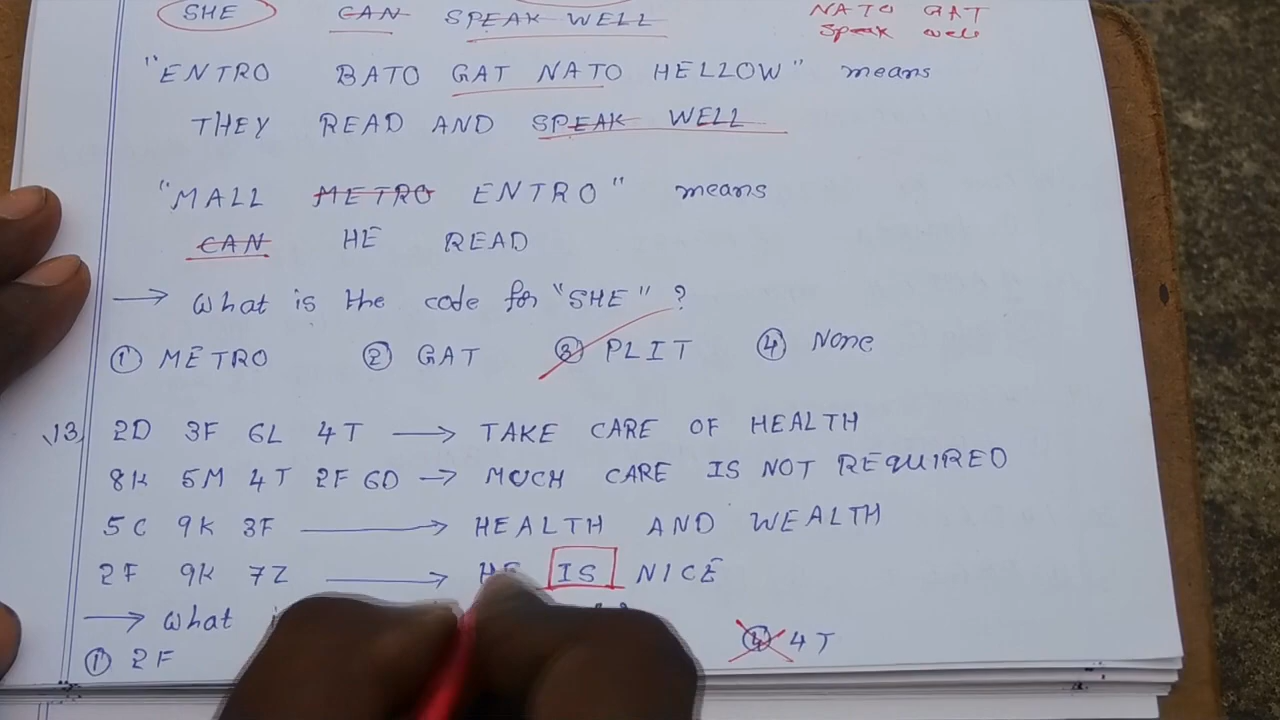 SHE CAN SPEAK WELL NATO GAT
Speak well
"ENTRO BATO GAT NATO HELLOW" means
THEY READ AND SPEAK WELL
"MALL METRO ENTRO" means
CAN HE READ
→ What is the code for "SHE" ?
① METRO ② GAT ③ PLIT ④ None
13) 2D 3F 6L 4T → TAKE CARE OF HEALTH
8K 5M 4T 2F 6D → MUCH CARE IS NOT REQUIRED
5C 9K 3F → HEALTH AND WEALTH
2F 9K 7Z → HE IS NICE
→ What
① 2F ④ 4T